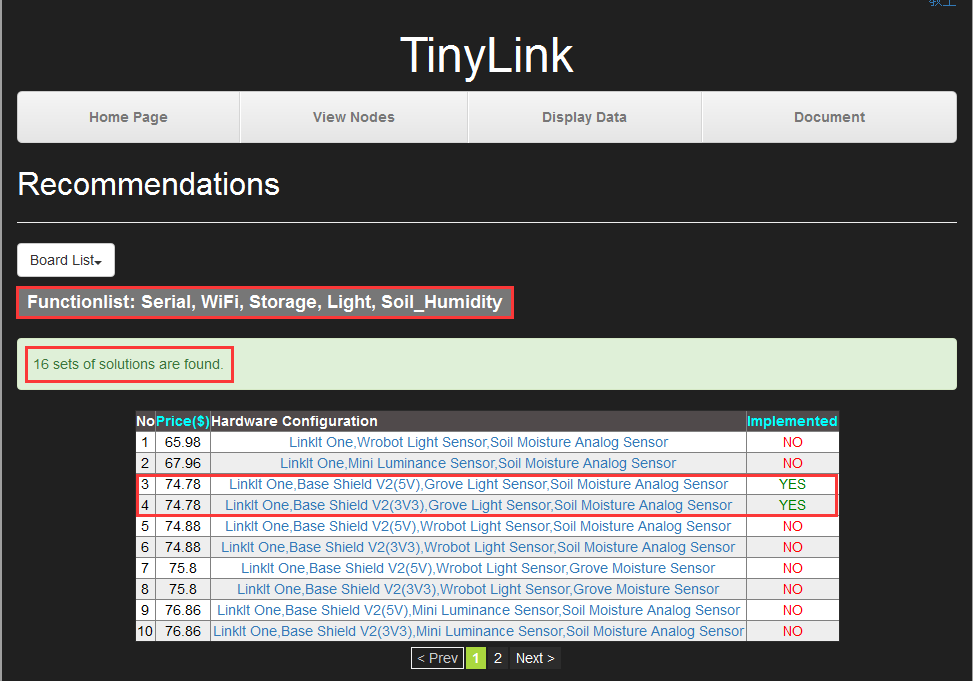 TinyLink
Home Page View Nodes Display Data Document
Recommendations
Board List
Functionlist: Serial, WiFi, Storage, Light, Soil_Humidity
16 sets of solutions are found.
No Price($) Hardware Configuration Implemented
1 65.98 LinkIt One,Wrobot Light Sensor,Soil Moisture Analog Sensor NO
2 67.96 LinkIt One,Mini Luminance Sensor,Soil Moisture Analog Sensor NO
3 74.78 LinkIt One,Base Shield V2(5V),Grove Light Sensor,Soil Moisture Analog Sensor YES
4 74.78 LinkIt One,Base Shield V2(3V3),Grove Light Sensor,Soil Moisture Analog Sensor YES
5 74.88 LinkIt One,Base Shield V2(5V),Wrobot Light Sensor,Soil Moisture Analog Sensor NO
6 74.88 LinkIt One,Base Shield V2(3V3),Wrobot Light Sensor,Soil Moisture Analog Sensor NO
7 75.8 LinkIt One,Base Shield V2(5V),Wrobot Light Sensor,Grove Moisture Sensor NO
8 75.8 LinkIt One,Base Shield V2(3V3),Wrobot Light Sensor,Grove Moisture Sensor NO
9 76.86 LinkIt One,Base Shield V2(5V),Mini Luminance Sensor,Soil Moisture Analog Sensor NO
10 76.86 LinkIt One,Base Shield V2(3V3),Mini Luminance Sensor,Soil Moisture Analog Sensor NO
< Prev 1 2 Next >